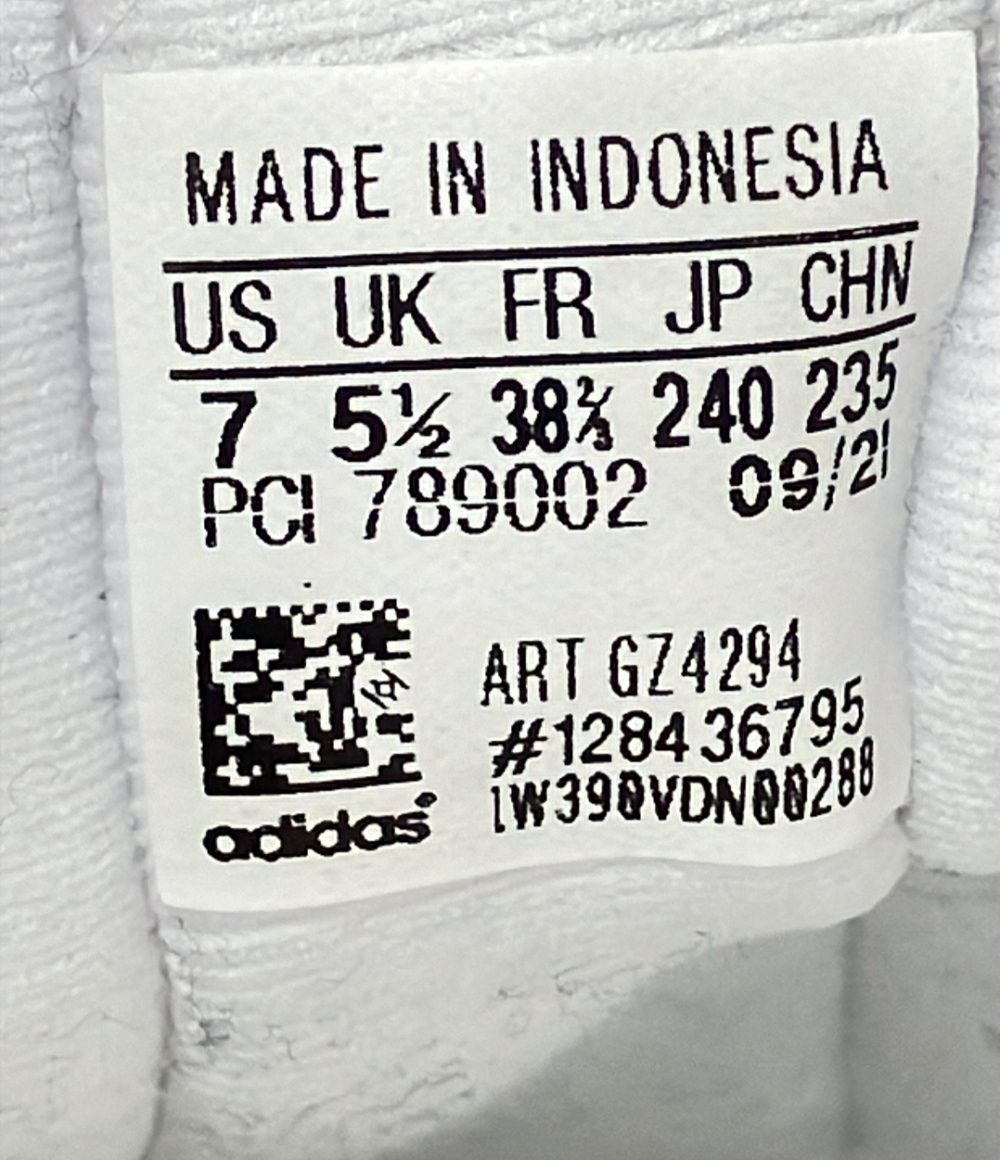 MADE IN INDONESIA
US UK FR JP CHN
7 5½ 38⅔ 240 235
PCI 789002 09/21
ART GZ4294
#128436795
1W390VDN00288
adidas®